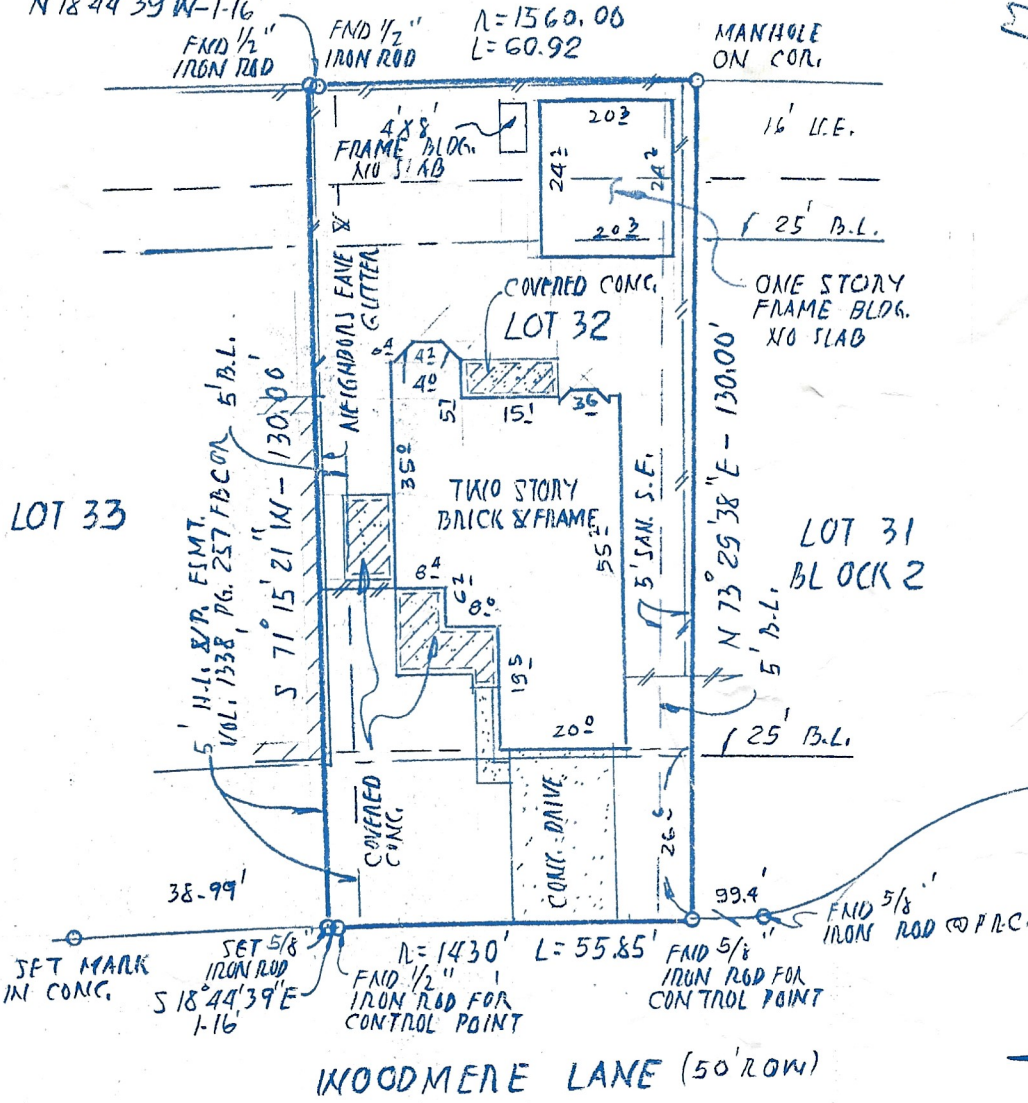 N 18°44'39"W-1.16'
R=1560.00
L=60.92
FND 1/2"
IRON ROD
FND 1/2"
IRON ROD
MANHOLE
ON COR.
4'X8'
FRAME BLDG.
NO SLAB
20.3
24.2
24.2
20.3
16' U.E.
25' B.L.
ONE STORY
FRAME BLDG.
NO SLAB
COVERED CONC.
LOT 32
NEIGHBORS EAVE &
GUTTER
6.4
4.2
4.0
5.7
15.1
3.6
35.0
TWO STORY
BRICK & FRAME
55.2
5' SAN. S.E.
N 73°29'38"E - 130.00'
5' B.L.
S 71°15'21"W - 130.00'
5' H.L. & P. ESMT.
VOL. 1338, PG. 257 FBCOR
LOT 33
LOT 31
BLOCK 2
5' B.L.
25' B.L.
6.4
6.2
8.0
19.5
20.0
COVERED
CONC.
CONC. DRIVE
26.6
38.99'
99.4'
SET MARK
IN CONC.
SET 5/8"
IRON ROD
S 18°44'39"E
1.16'
FND 1/2"
IRON ROD FOR
CONTROL POINT
R=1430'
L=55.85'
FND 5/8"
IRON ROD FOR
CONTROL POINT
FND 5/8"
IRON ROD @ P.R.C.
WOODMERE LANE (50' ROW)